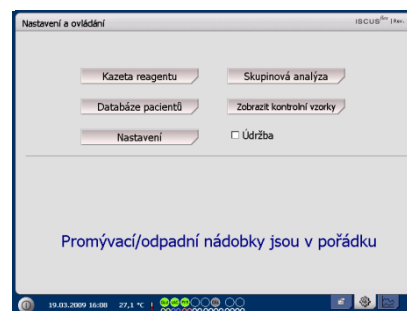 Nastavení a ovládání
ISCUSflex
Kazeta reagentu
Skupinová analýza
Databáze pacientů
Zobrazit kontrolní vzorky
Nastavení
Údržba
Promývací/odpadní nádobky jsou v pořádku
19.03.2009 16:08 27,1 °C